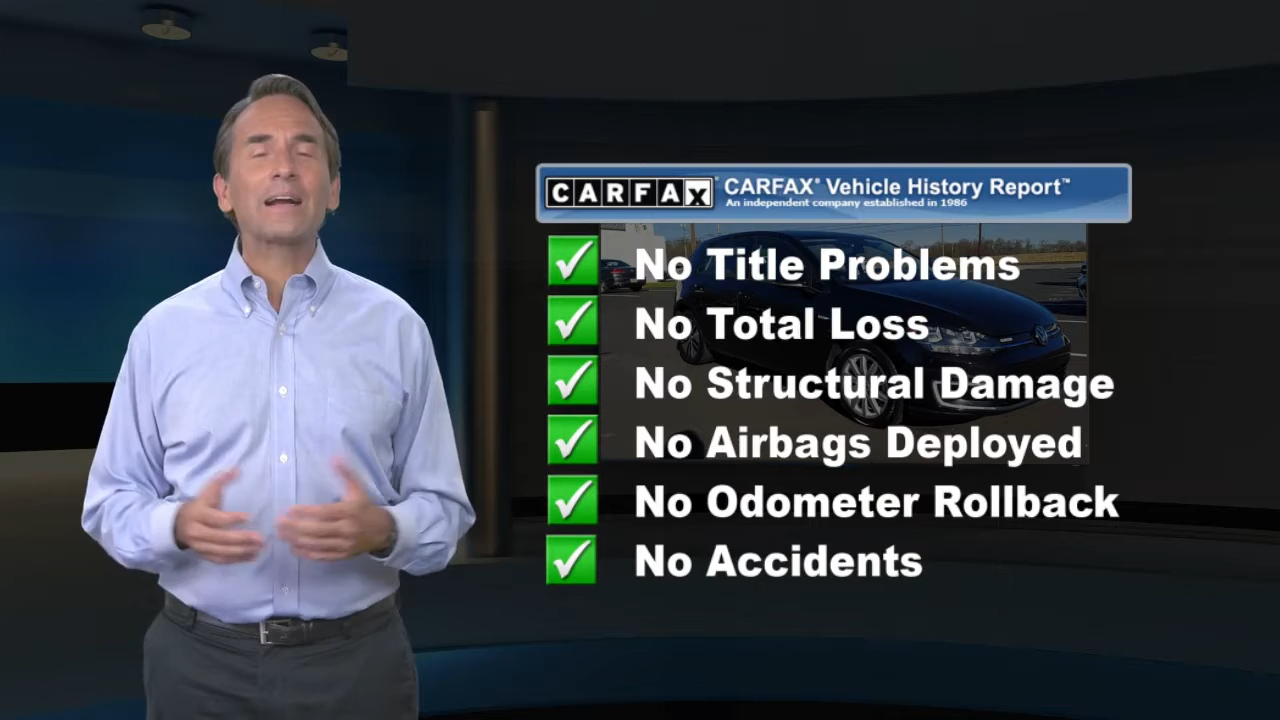 CARFAX® CARFAX® Vehicle History Report™
An independent company established in 1986
No Title Problems
No Total Loss
No Structural Damage
No Airbags Deployed
No Odometer Rollback
No Accidents